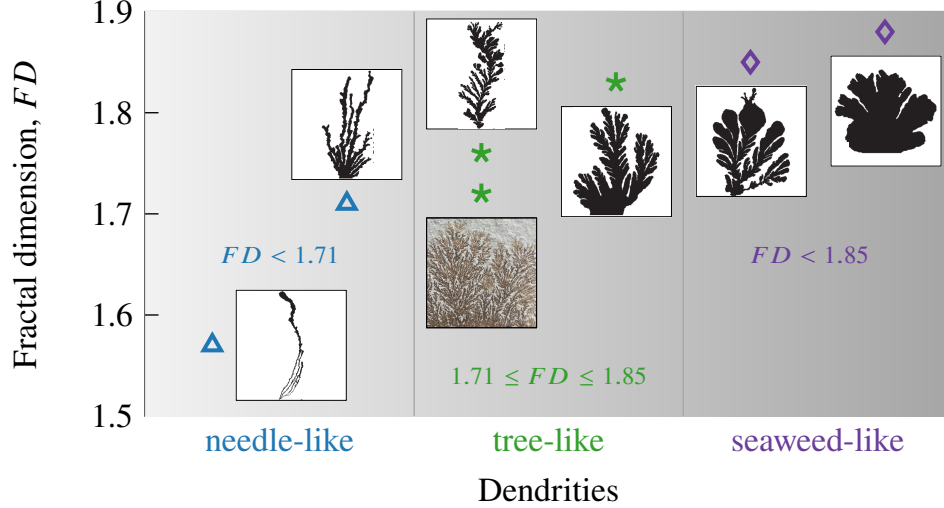 1.9
1.8
1.7
1.6
1.5
Fractal dimension, FD
FD < 1.71
1.71 ≤ FD ≤ 1.85
FD < 1.85
needle-like
tree-like
seaweed-like
Dendrities